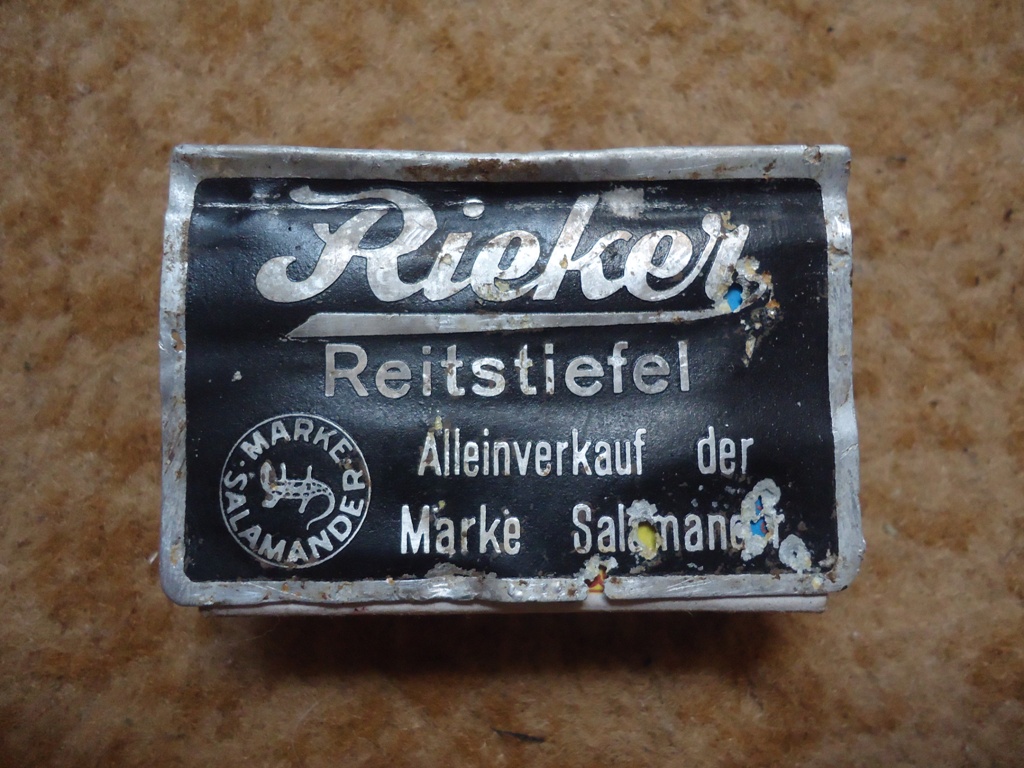 Rieker
Reitstiefel
MARKE
SALAMANDER
Alleinverkauf der
Marke Salamander